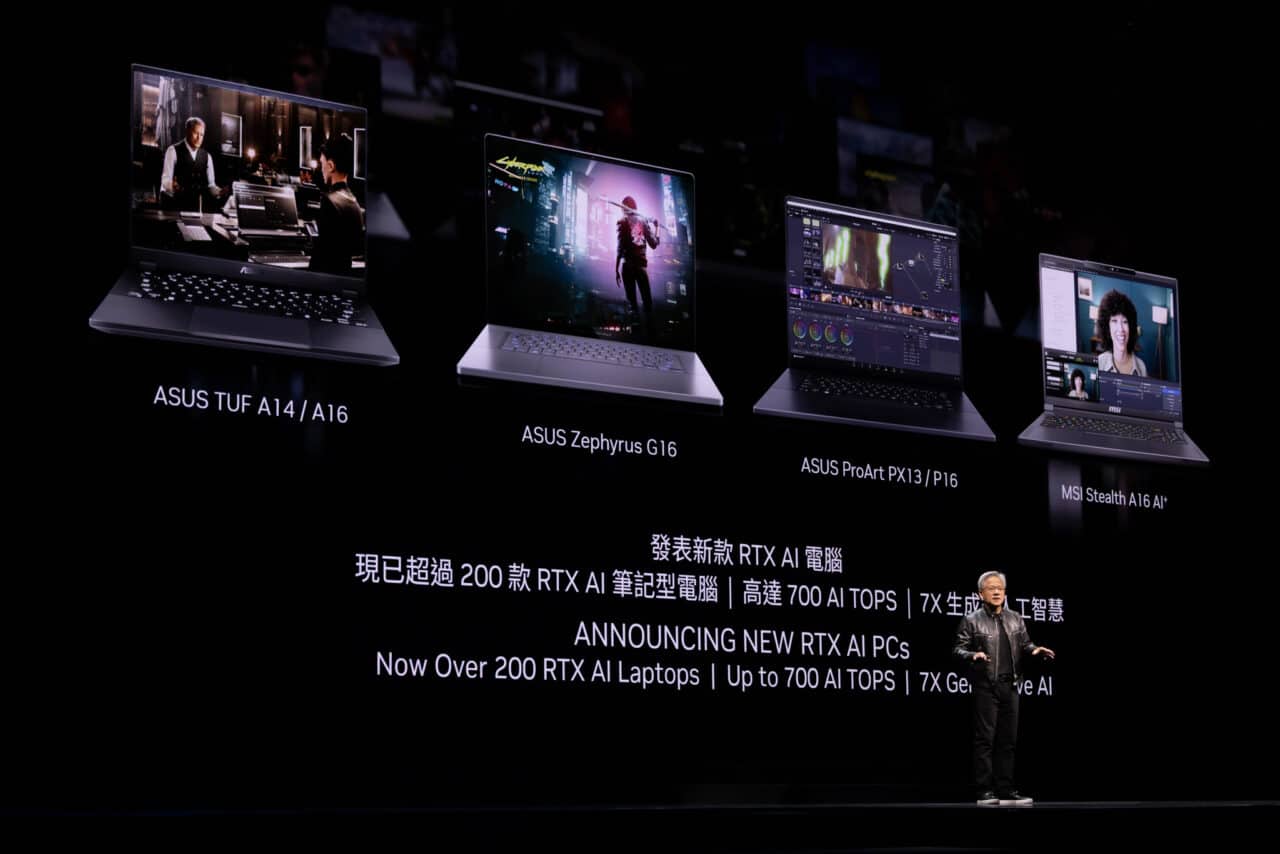 CYBERPUNK
ASUS TUF A14 / A16
ASUS Zephyrus G16
ASUS ProArt PX13 / P16
msi
MSI Stealth A16 AI+
發表新款 RTX AI 電腦
現已超過 200 款 RTX AI 筆記型電腦 | 高達 700 AI TOPS | 7X 生成 工智慧
ANNOUNCING NEW RTX AI PCs
Now Over 200 RTX AI Laptops | Up to 700 AI TOPS | 7X Ge ve AI